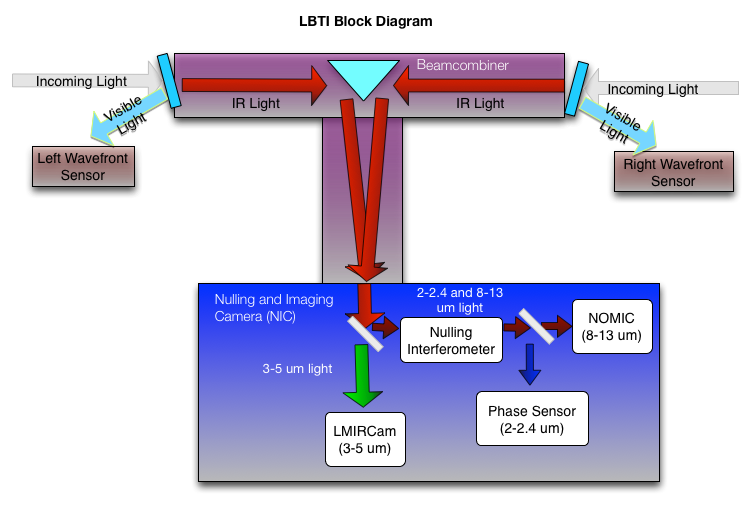 LBTI Block Diagram
Beamcombiner
Incoming Light
Incoming Light
IR Light
IR Light
Visible
Light
Visible
Light
Left Wavefront
Sensor
Right Wavefront
Sensor
Nulling and Imaging
Camera (NIC)
2-2.4 and 8-13
um light
NOMIC
(8-13 um)
Nulling
Interferometer
3-5 um light
Phase Sensor
(2-2.4 um)
LMIRCam
(3-5 um)